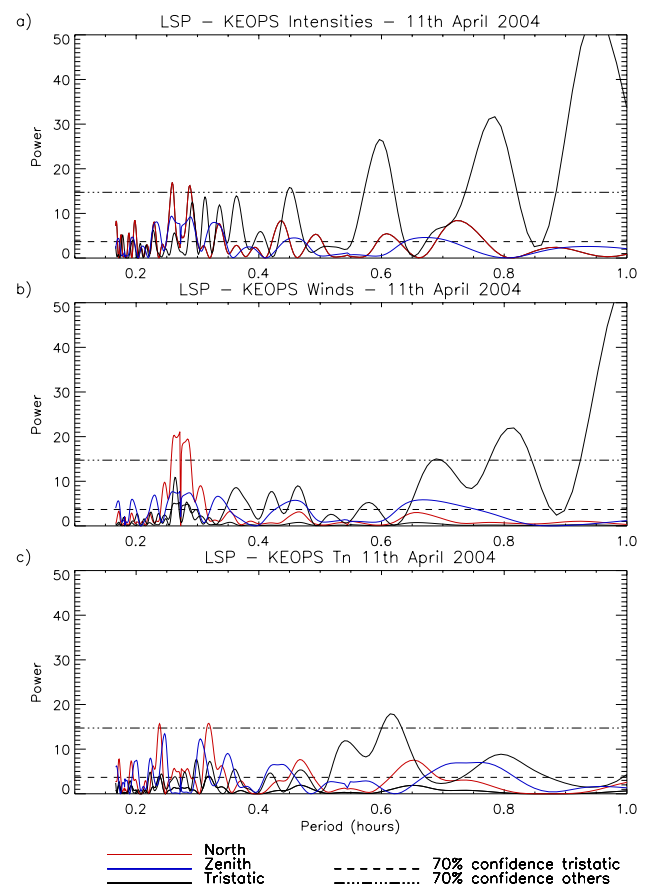 a)
LSP – KEOPS Intensities – 11th April 2004
50
40
30
20
10
0
Power
0.2 0.4 0.6 0.8 1.0
b)
LSP – KEOPS Winds – 11th April 2004
50
40
30
20
10
0
Power
0.2 0.4 0.6 0.8 1.0
c)
LSP – KEOPS Tn 11th April 2004
50
40
30
20
10
0
Power
0.2 0.4 0.6 0.8 1.0
Period (hours)
North
Zenith
Tristatic
70% confidence tristatic
70% confidence others